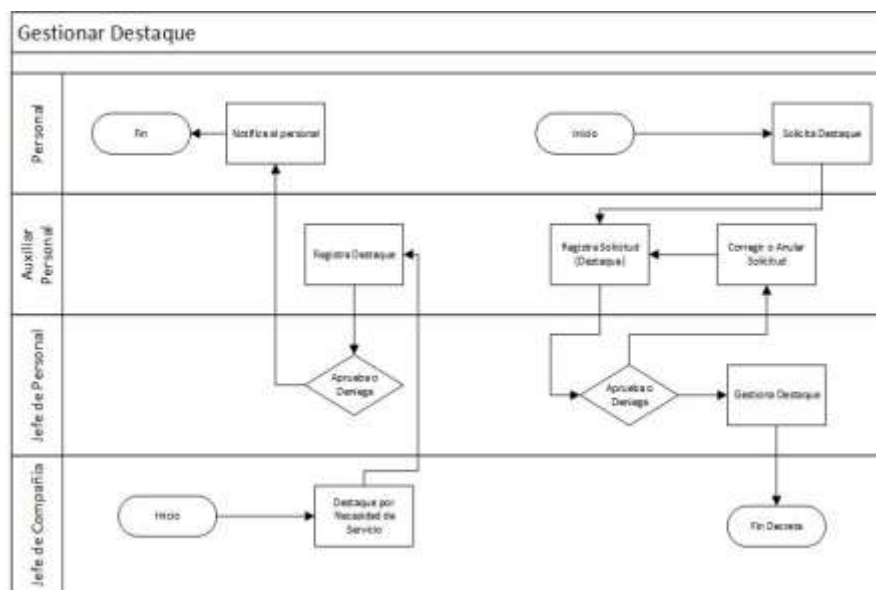 Gestionar Destaque
Personal
Fin
Notifica al personal
Inicio
Solicita Destaque
Auxiliar
Personal
Registra Destaque
Registra Solicitud
(Destaque)
Corregir o Anular
Solicitud
Jefe de Personal
Aprueba o
Deniega
Aprueba o
Deniega
Gestiona Destaque
Jefe de Compañía
Inicio
Destaque por
Necesidad de
Servicio
Fin Decreta